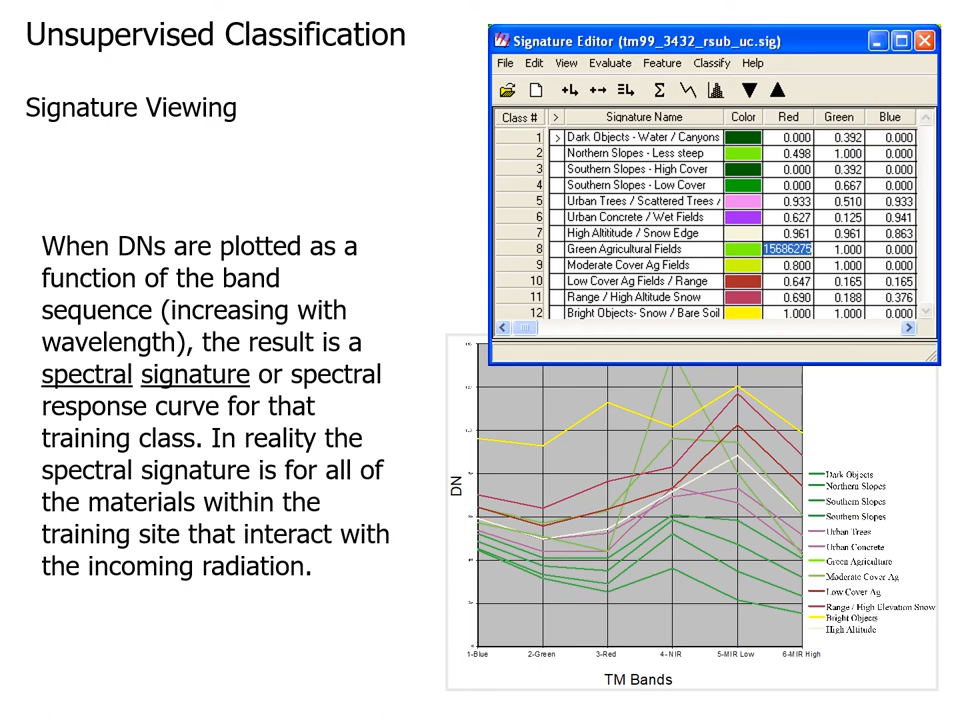 Unsupervised Classification
Signature Viewing
When DNs are plotted as a
function of the band
sequence (increasing with
wavelength), the result is a
spectral signature or spectral
response curve for that
training class. In reality the
spectral signature is for all of
the materials within the
training site that interact with
the incoming radiation.
Signature Editor (tm99_3432_rsub_uc.sig)
File Edit View Evaluate Feature Classify Help
Class # > Signature Name Color Red Green Blue
1 > Dark Objects - Water / Canyons 0.000 0.392 0.000
2 Northern Slopes - Less steep 0.498 1.000 0.000
3 Southern Slopes - High Cover 0.000 0.392 0.000
4 Southern Slopes - Low Cover 0.000 0.667 0.000
5 Urban Trees / Scattered Trees / 0.933 0.510 0.933
6 Urban Concrete / Wet Fields 0.627 0.125 0.941
7 High Altititude / Snow Edge 0.961 0.961 0.863
8 Green Agricultural Fields 15686275 1.000 0.000
9 Moderate Cover Ag Fields 0.800 1.000 0.000
10 Low Cover Ag Fields / Range 0.647 0.165 0.165
11 Range / High Altitude Snow 0.690 0.188 0.376
12 Bright Objects- Snow / Bare Soil 1.000 1.000 0.000
DN
Dark Objects
Northern Slopes
Southern Slopes
Southern Slopes
Urban Trees
Urban Concrete
Green Agriculture
Moderate Cover Ag
Low Cover Ag
Range / High Elevation Snow
Bright Objects
High Altitude
1-Blue 2-Green 3-Red 4-NIR 5-MIR Low 6-MIR High
TM Bands